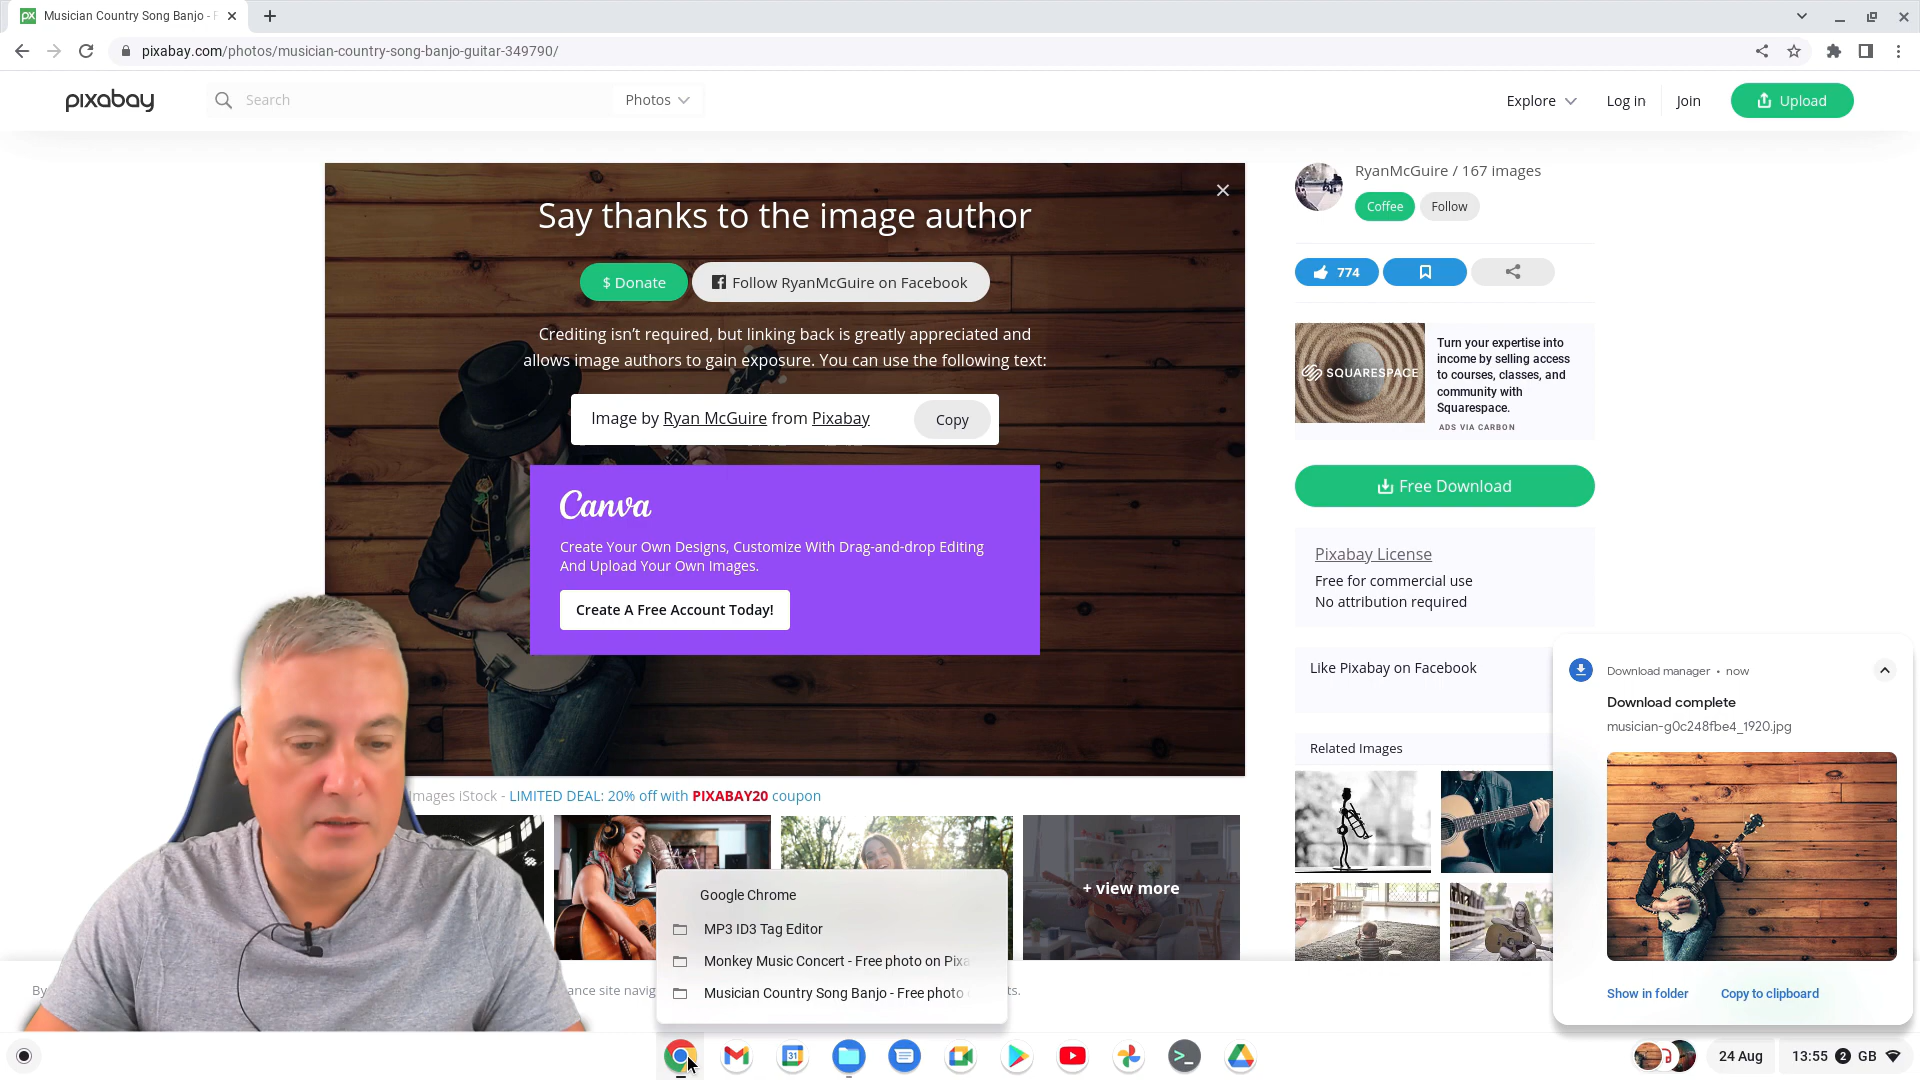 Musician Country Song Banjo - F
pixabay.com/photos/musician-country-song-banjo-guitar-349790/
pixabay
Search
Photos
Explore
Log in
Join
Upload
Say thanks to the image author
$ Donate
Follow RyanMcGuire on Facebook
Crediting isn't required, but linking back is greatly appreciated and
allows image authors to gain exposure. You can use the following text:
Image by Ryan McGuire from Pixabay
Copy
Canva
Create Your Own Designs, Customize With Drag-and-drop Editing
And Upload Your Own Images.
Create A Free Account Today!
RyanMcGuire / 167 images
Coffee
Follow
774
SQUARESPACE
Turn your expertise into
income by selling access
to courses, classes, and
community with
Squarespace.
ADS VIA CARBON
Free Download
Pixabay License
Free for commercial use
No attribution required
Like Pixabay on Facebook
Related Images
Download manager • now
Download complete
musician-g0c248fbe4_1920.jpg
Show in folder
Copy to clipboard
Images iStock - LIMITED DEAL: 20% off with PIXABAY20 coupon
+ view more
Google Chrome
MP3 ID3 Tag Editor
Monkey Music Concert - Free photo on Pixa
Musician Country Song Banjo - Free photo
By
ance site navig
ts.
31
24 Aug
13:55
2
GB